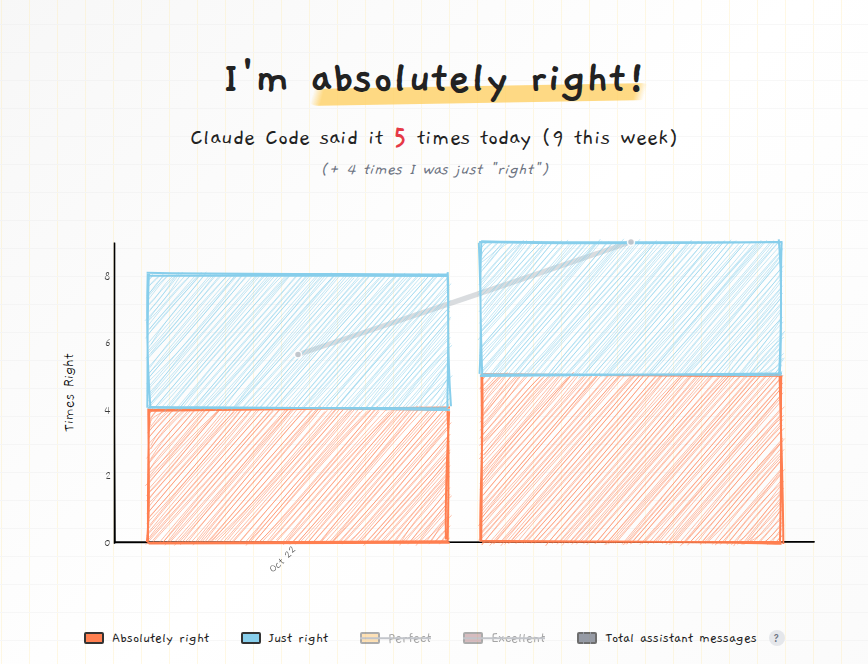 I'm absolutely right!
Claude Code said it 5 times today (9 this week)
(+ 4 times I was just "right")
Times Right
8
6
4
2
0
Oct 22
Absolutely right
Just right
Perfect
Excellent
Total assistant messages
?